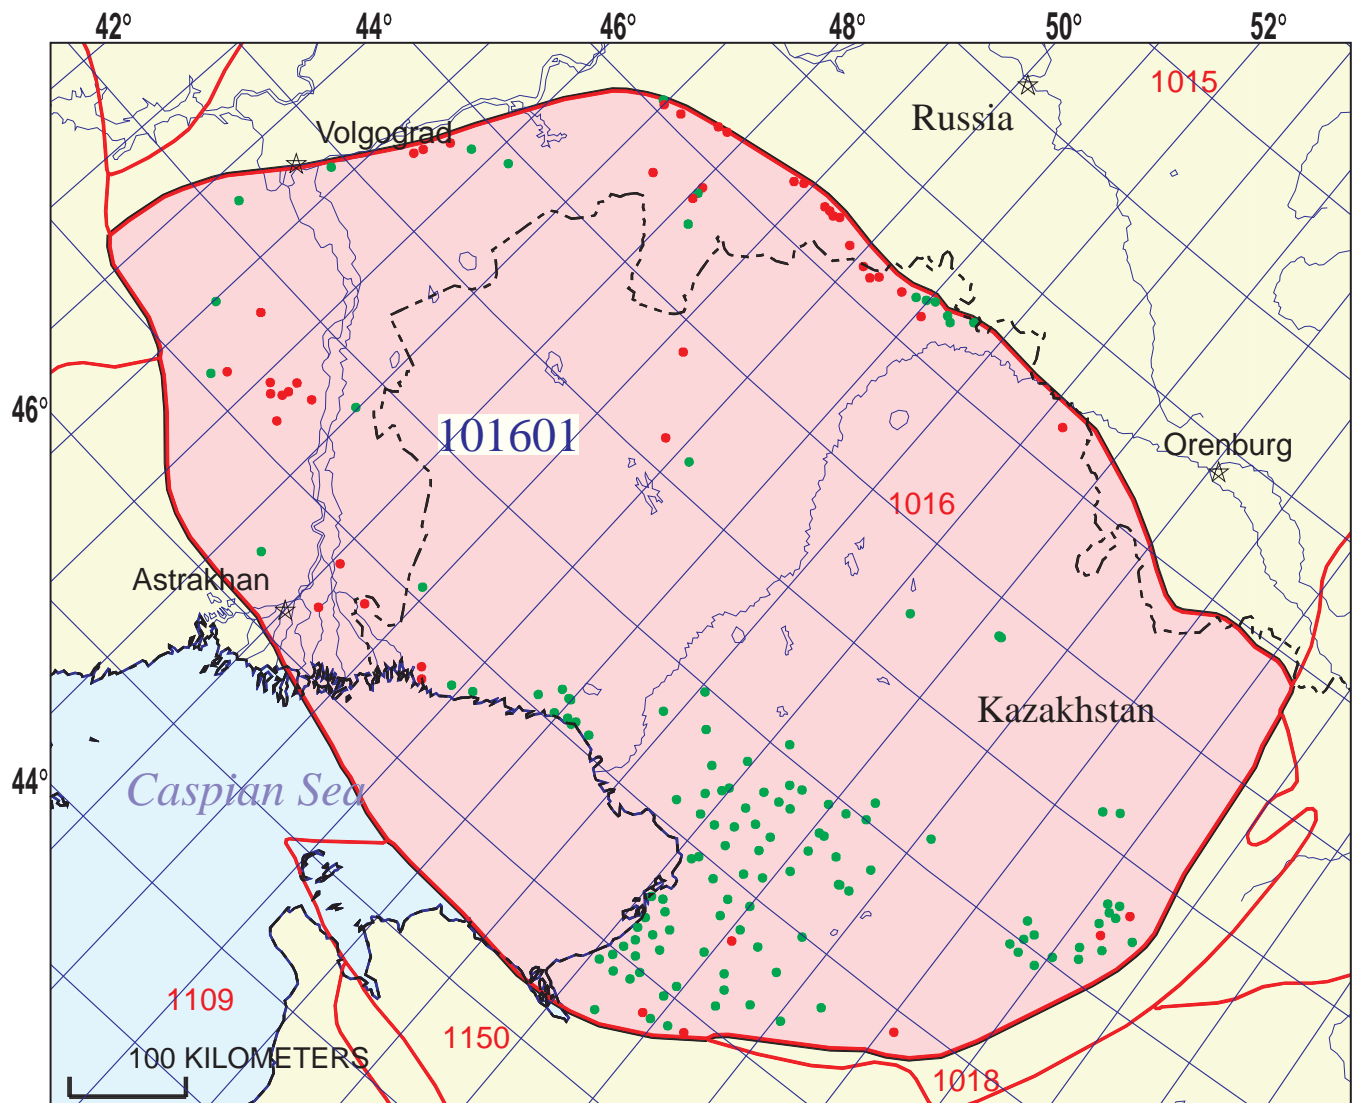 42° 44° 46° 48° 50° 52°
1015
Russia
Volgograd
46°
101601
Orenburg
1016
Astrakhan
Kazakhstan
44°
Caspian Sea
1109
1150
100 KILOMETERS
1018